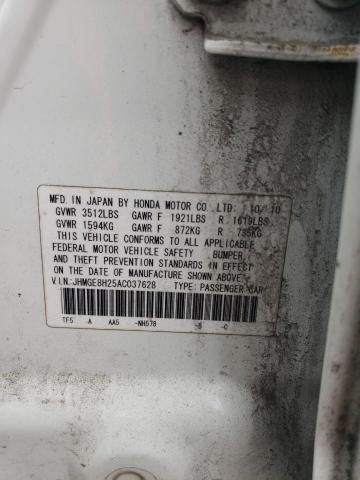 MFD. IN JAPAN BY HONDA MOTOR CO.,LTD. 10/10
GVWR 3512LBS GAWR F 1921LBS R 1619LBS
GVWR 1594KG GAWR F 872KG R 735KG
THIS VEHICLE CONFORMS TO ALL APPLICABLE
FEDERAL MOTOR VEHICLE SAFETY BUMPER,
AND THEFT PREVENTION STANDARDS IN EFFECT
ON THE DATE OF MANUFACTURE SHOWN ABOVE.
V.I.N.:JHMGE8H25AC037628 TYPE: PASSENGER CAR
TF5 -A AA5 -NH578 -B -C